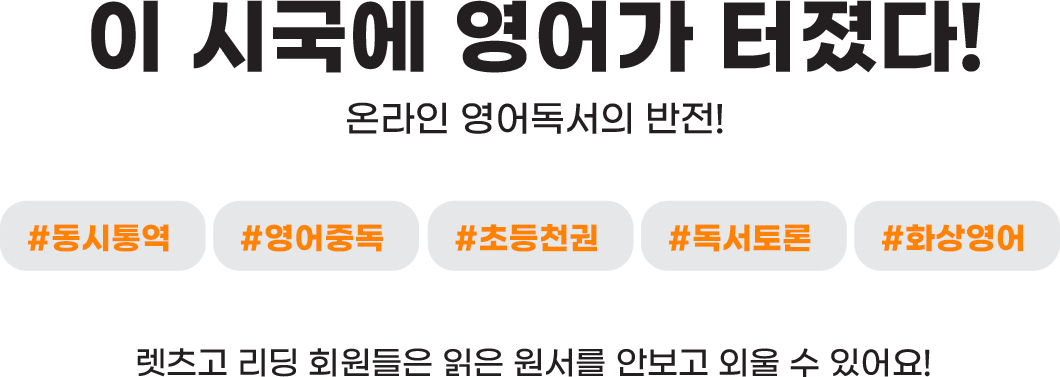 이 시국에 영어가 터졌다!
온라인 영어독서의 반전!
#동시통역 #영어중독 #초등천권 #독서토론 #화상영어
렛츠고 리딩 회원들은 읽은 원서를 안보고 외울 수 있어요!